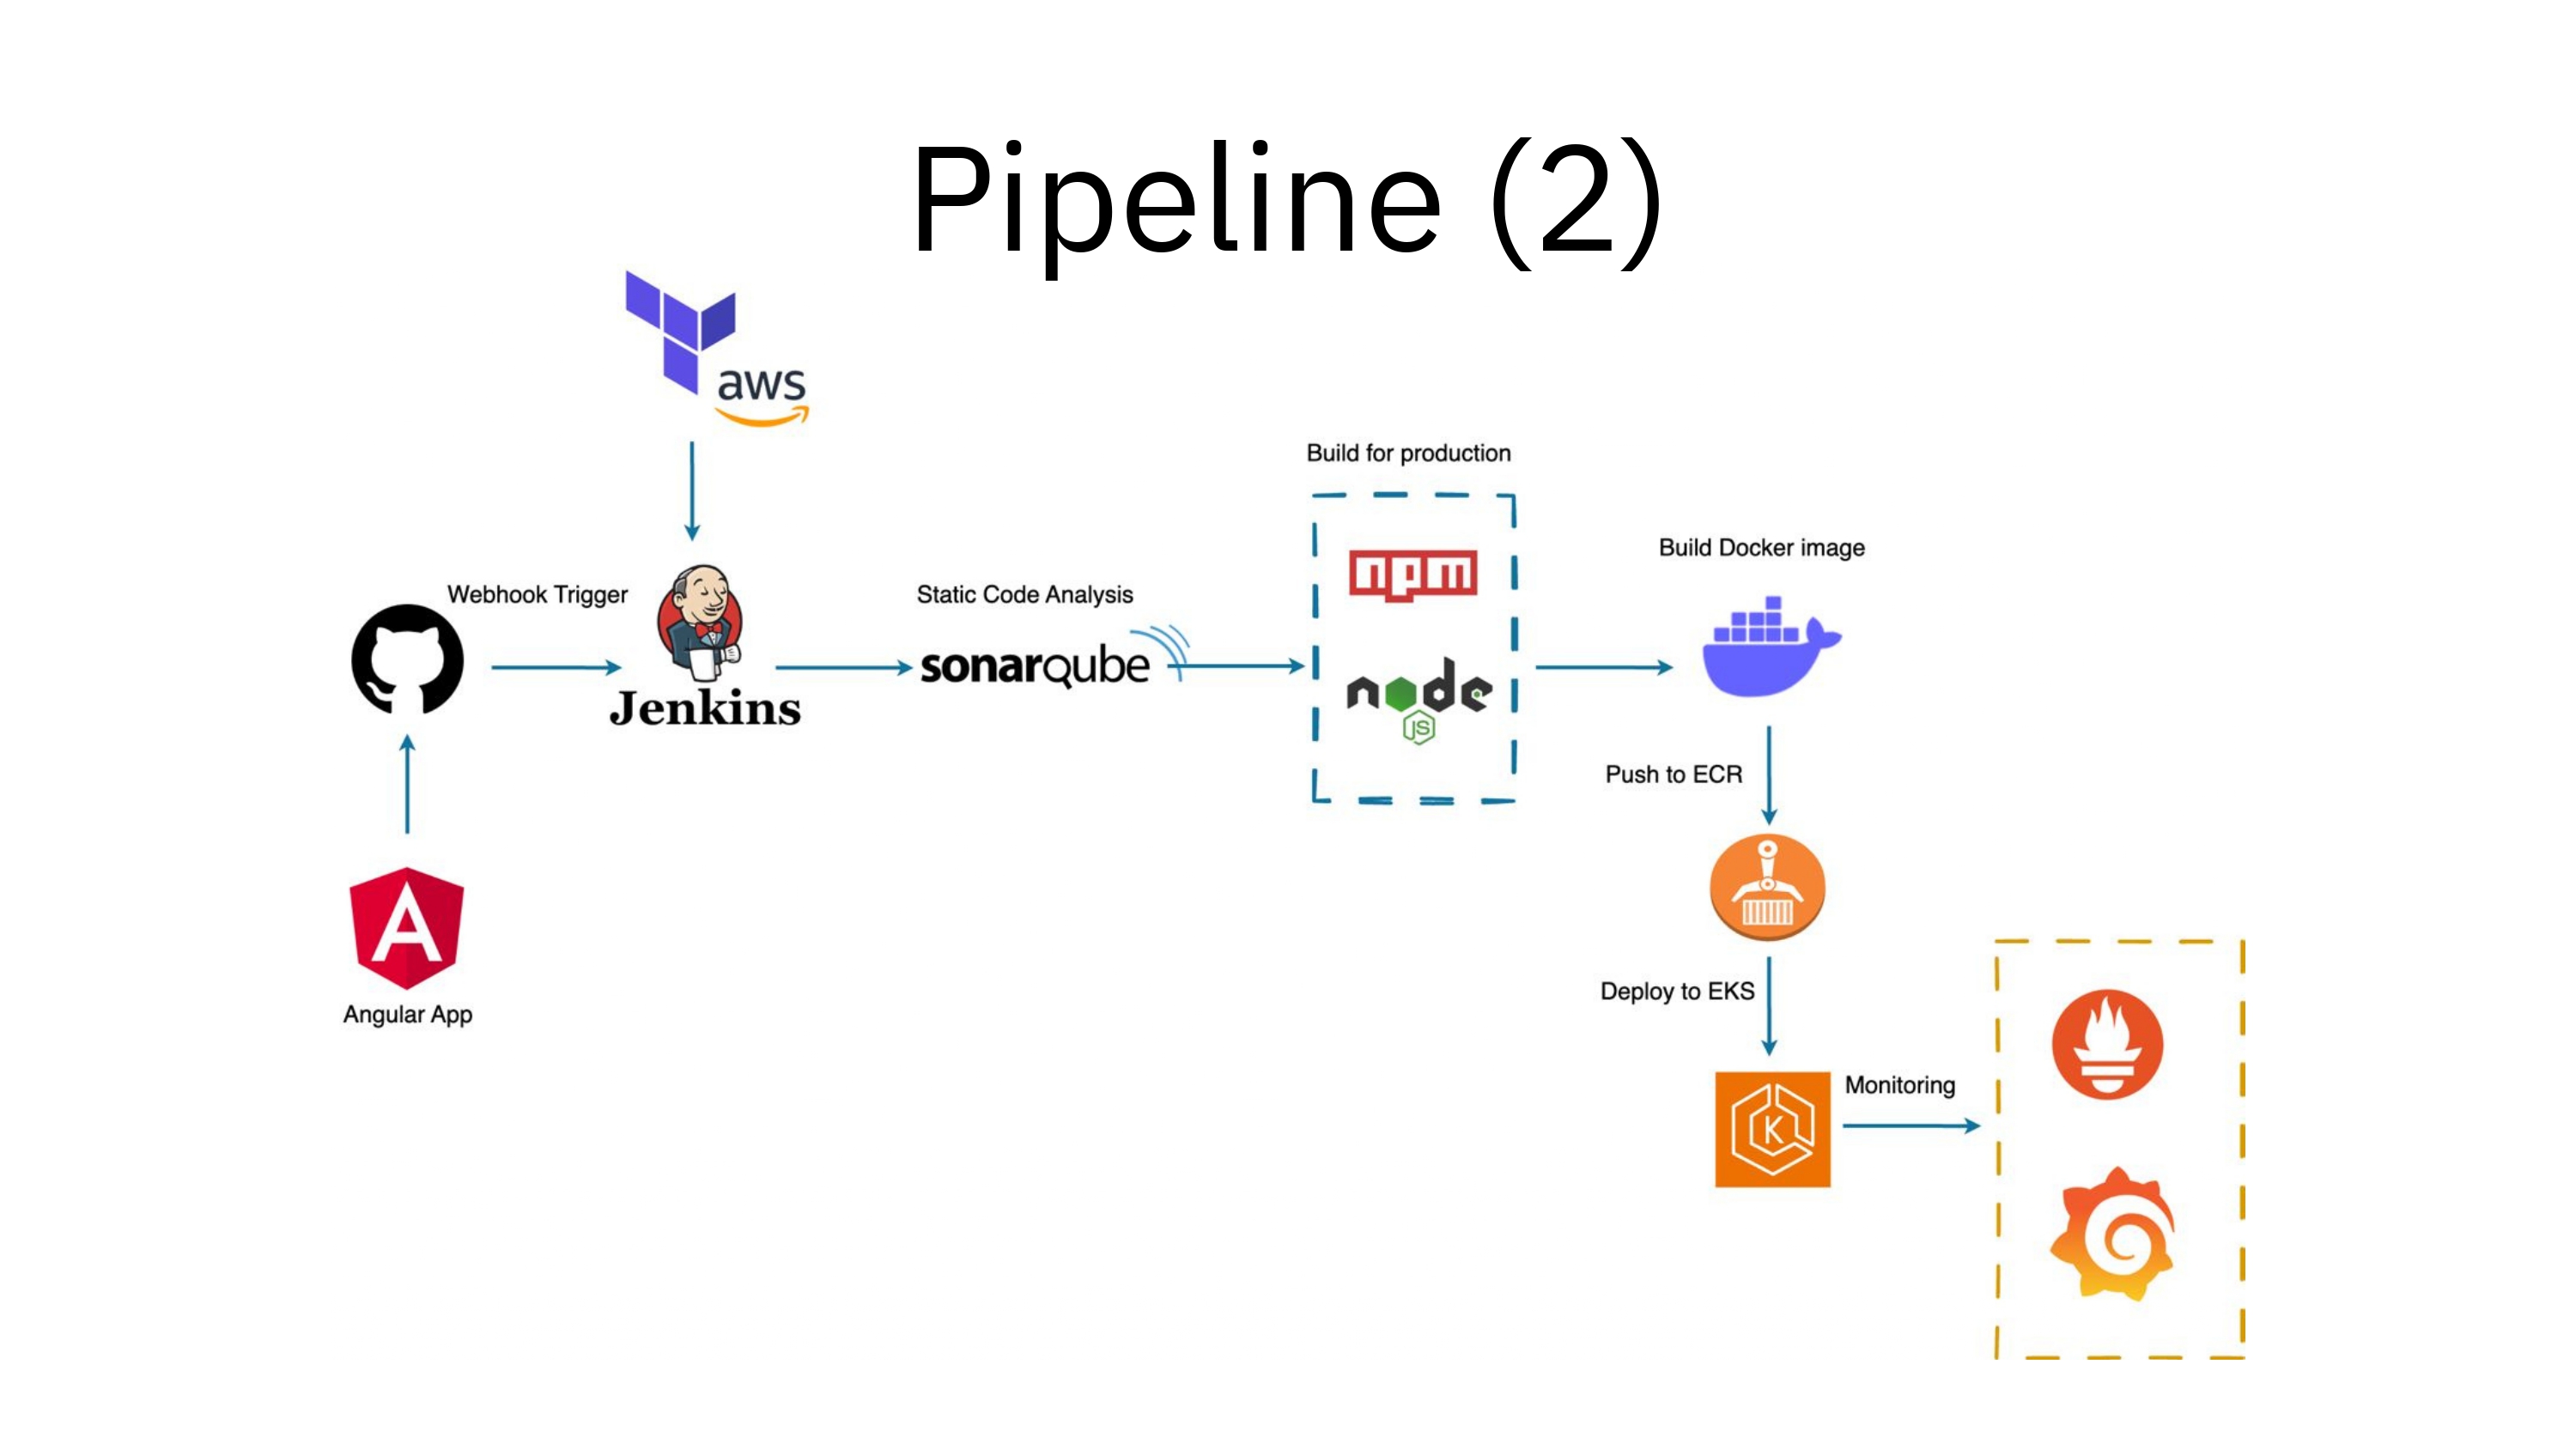 Pipeline (2)
aws
Build for production
npm
Build Docker image
Webhook Trigger
Static Code Analysis
sonarqube
Jenkins
node
JS
Push to ECR
A
Angular App
Deploy to EKS
K
Monitoring